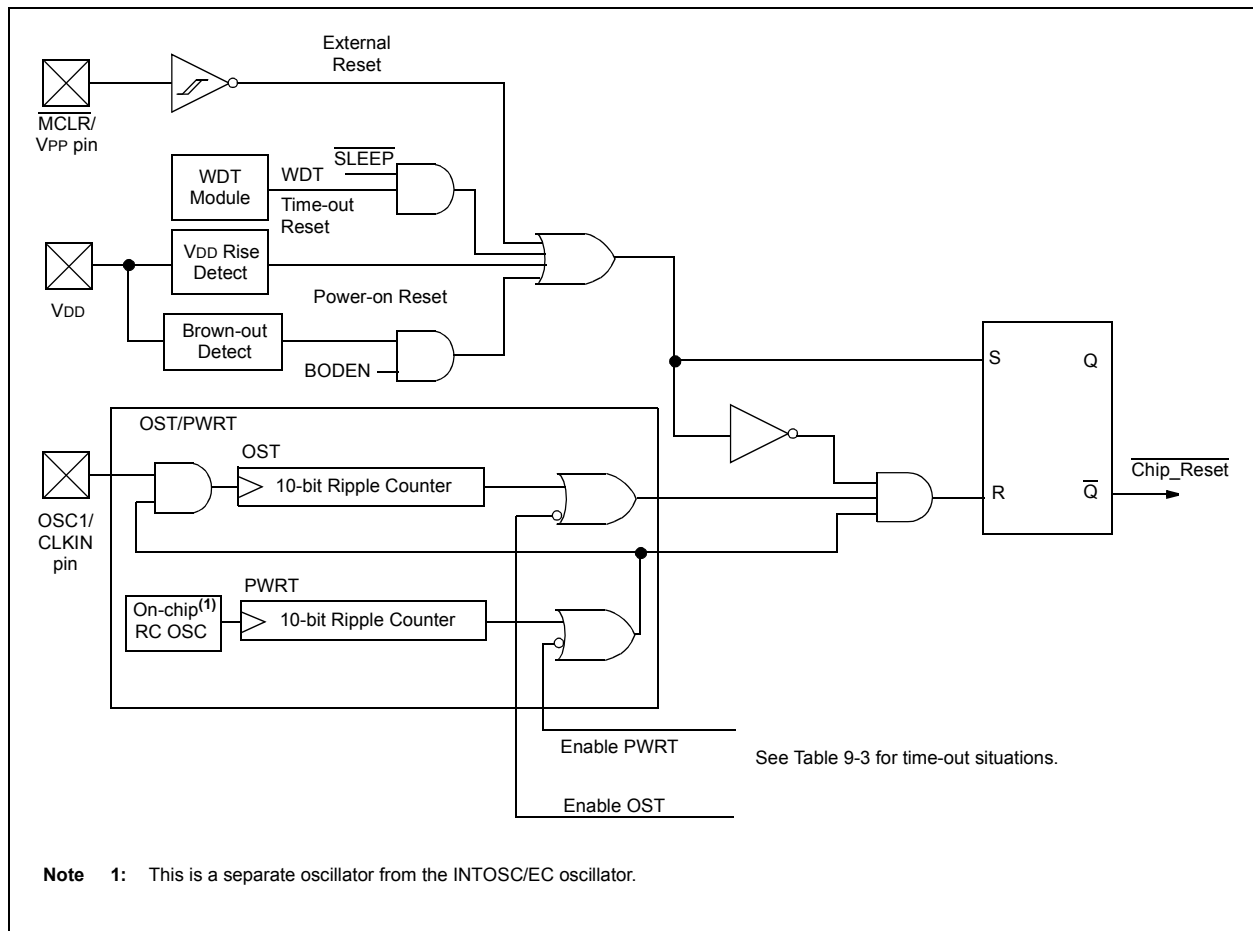 External
Reset
MCLR/
VPP pin
SLEEP
WDT
Module
WDT
Time-out
Reset
VDD Rise
Detect
VDD
Power-on Reset
Brown-out
Detect
BODEN
S
Q
OST/PWRT
OST
10-bit Ripple Counter
Chip_Reset
R
Q
OSC1/
CLKIN
pin
PWRT
On-chip(1)
RC OSC
10-bit Ripple Counter
Enable PWRT
See Table 9-3 for time-out situations.
Enable OST
Note 1: This is a separate oscillator from the INTOSC/EC oscillator.